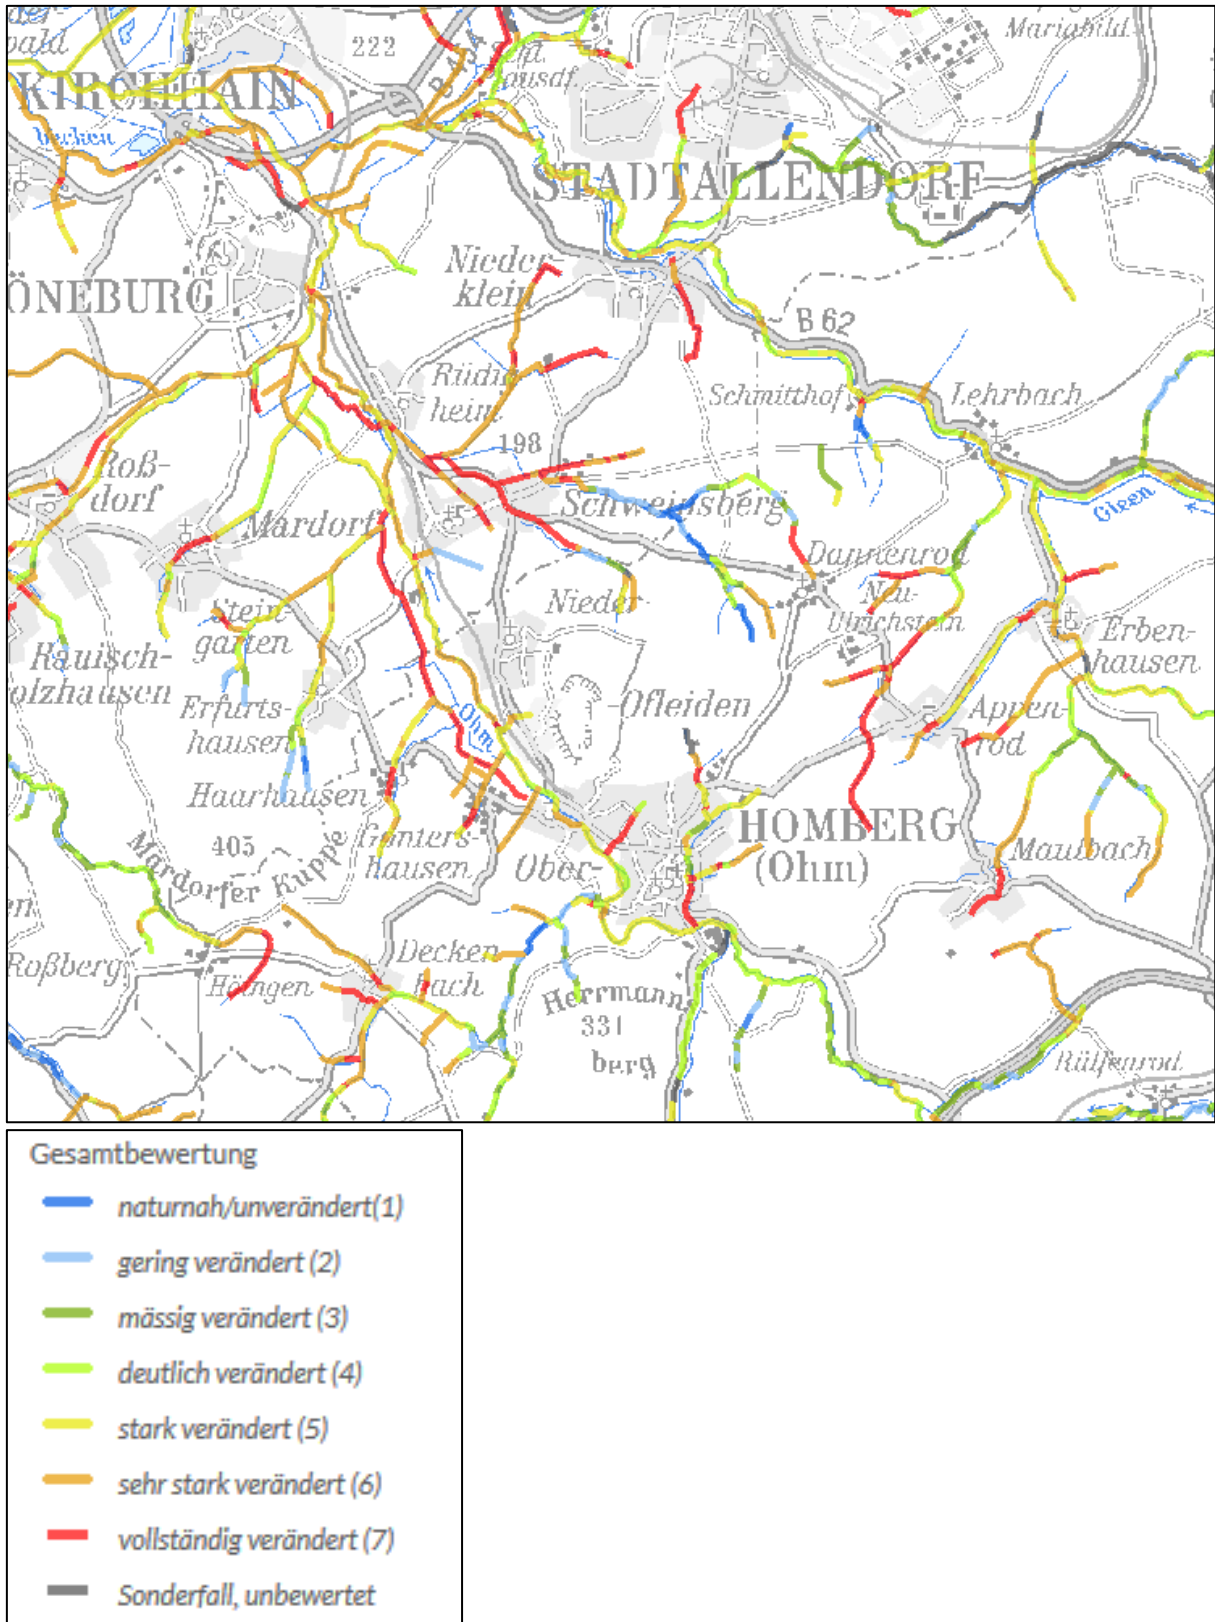 222
Mariabild.
KIRCHHAIN
STADTALLENDORF
Nieder-
klein
ÖNEBURG
B 62
Rüdig
heim
Schmitthof
Lehrbach
198
Roß-
dorf
Schweinsberg
Gleen
Mardorf
Dannenrod
Stein-
garten
Nieder-
Neu-
Ulrichstein
Erben-
hausen
Rauisch-
olzhausen
Erfurts-
hausen
Ofleiden
Ohm
Appen-
rod
Haarhausen
HOMBERG
(Ohm)
405
Mardorfer Kuppe
Gonters-
hausen
Ober-
Maulbach
Roßberg
Höingen
Decken
bach
Herrmann
331
berg
Rülfenrod
Gesamtbewertung
naturnah/unverändert(1)
gering verändert (2)
mässig verändert (3)
deutlich verändert (4)
stark verändert (5)
sehr stark verändert (6)
vollständig verändert (7)
Sonderfall, unbewertet